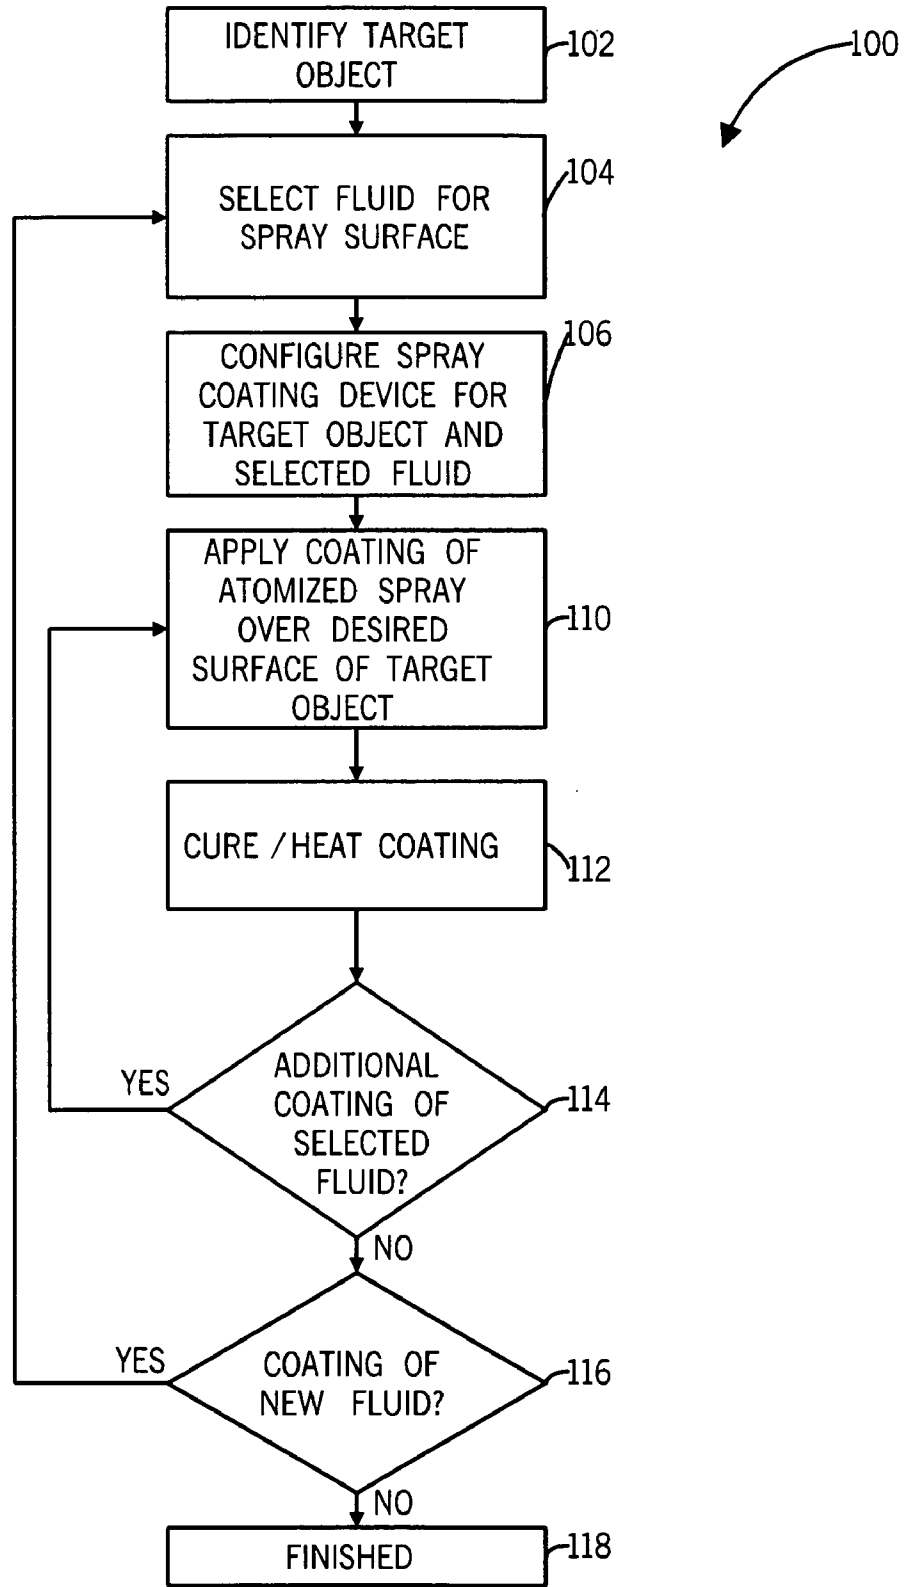 IDENTIFY TARGET
OBJECT
102
100
SELECT FLUID FOR
SPRAY SURFACE
104
CONFIGURE SPRAY
COATING DEVICE FOR
TARGET OBJECT AND
SELECTED FLUID
106
APPLY COATING OF
ATOMIZED SPRAY
OVER DESIRED
SURFACE OF TARGET
OBJECT
110
CURE / HEAT COATING
112
ADDITIONAL
COATING OF
SELECTED
FLUID?
114
YES
NO
COATING OF
NEW FLUID?
116
YES
NO
FINISHED
118